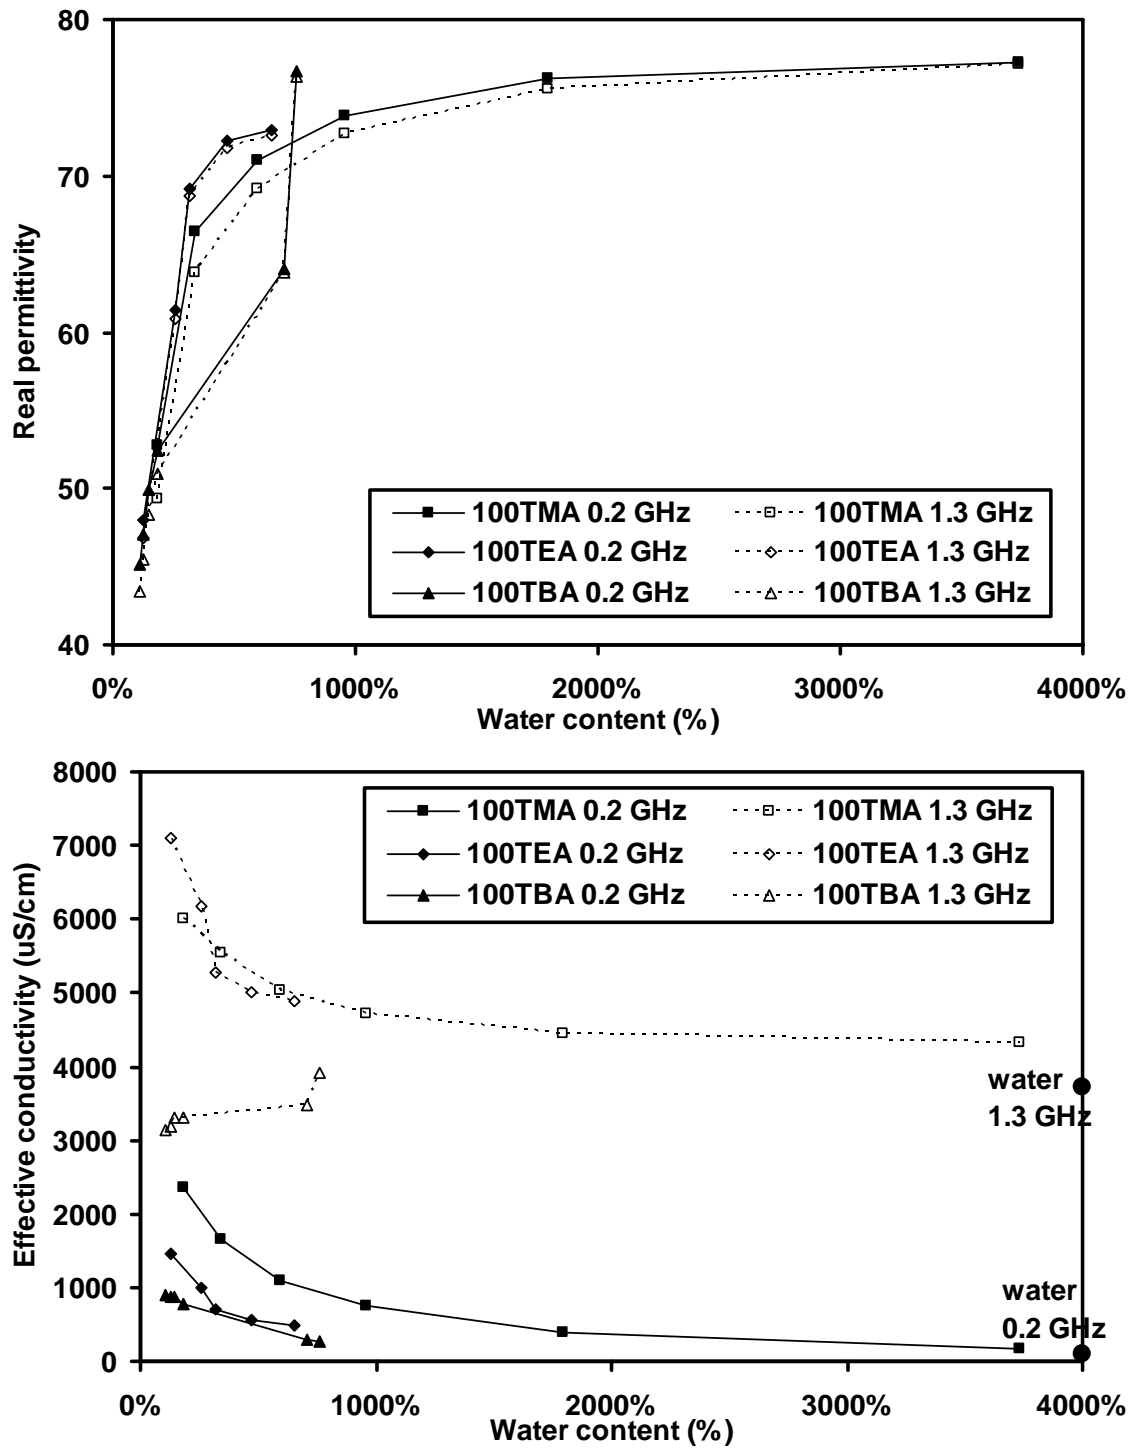 80
70
60
50
40
Real permittivity
100TMA 0.2 GHz 100TMA 1.3 GHz
100TEA 0.2 GHz 100TEA 1.3 GHz
100TBA 0.2 GHz 100TBA 1.3 GHz
0% 1000% 2000% 3000% 4000%
Water content (%)
8000
7000
6000
5000
4000
3000
2000
1000
0
Effective conductivity (uS/cm)
100TMA 0.2 GHz 100TMA 1.3 GHz
100TEA 0.2 GHz 100TEA 1.3 GHz
100TBA 0.2 GHz 100TBA 1.3 GHz
water
1.3 GHz
water
0.2 GHz
0% 1000% 2000% 3000% 4000%
Water content (%)